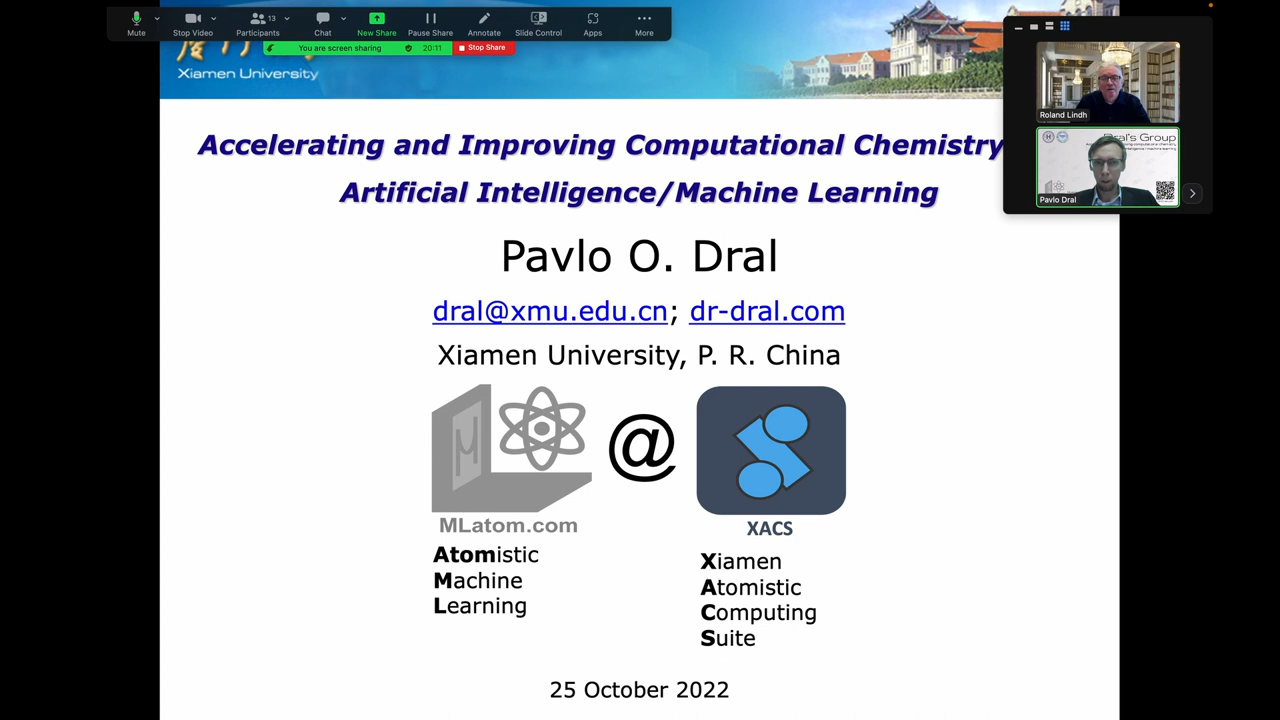 Mute
Stop Video
Participants
13
Chat
New Share
Pause Share
Annotate
Slide Control
Apps
More
You are screen sharing
20:11
Stop Share
Xiamen University
Roland Lindh
Dral's Group
Pavlo Dral
Accelerating and Improving Computational Chemistry
Artificial Intelligence/Machine Learning
Pavlo O. Dral
dral@xmu.edu.cn; dr-dral.com
Xiamen University, P. R. China
@
MLatom.com
XACS
Atomistic
Machine
Learning
Xiamen
Atomistic
Computing
Suite
25 October 2022